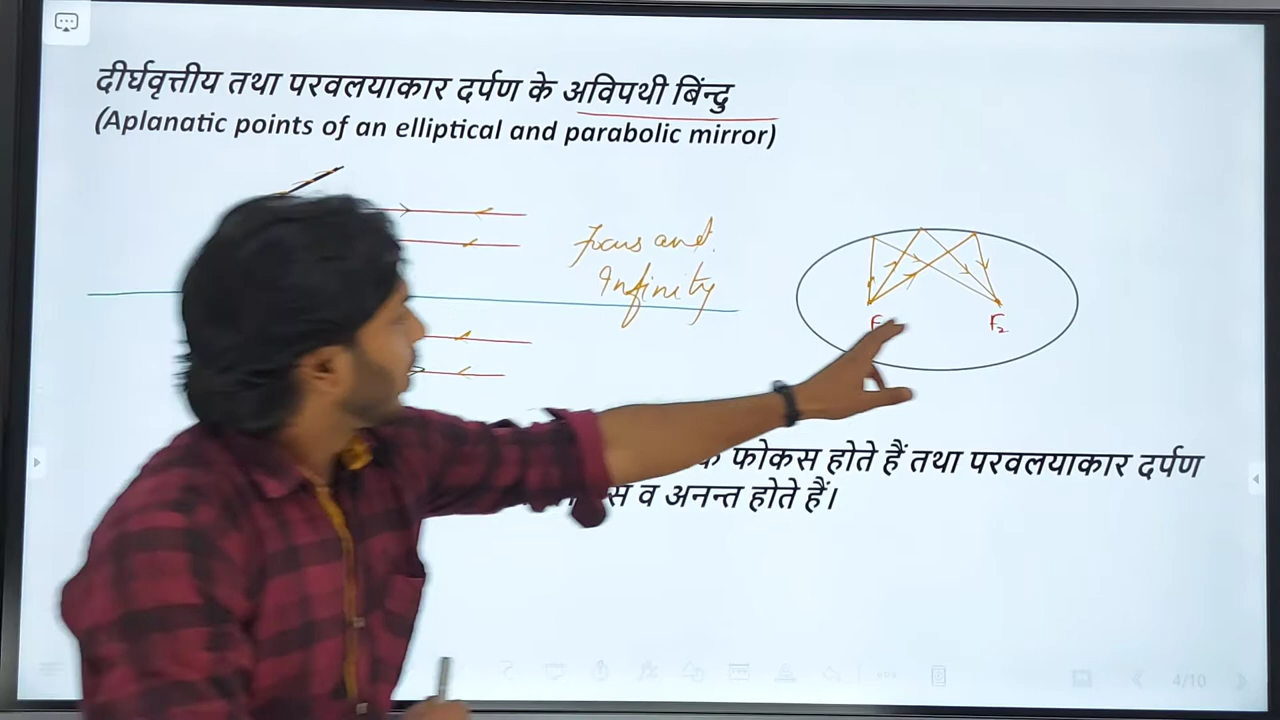 दीर्घवृत्तीय तथा परवलयाकार दर्पण के अविपथी बिंन्दु
(Aplanatic points of an elliptical and parabolic mirror)
Focus and
Infinity
F₂
फोकस होते हैं तथा परवलयाकार दर्पण
व अनन्त होते हैं।
4/10